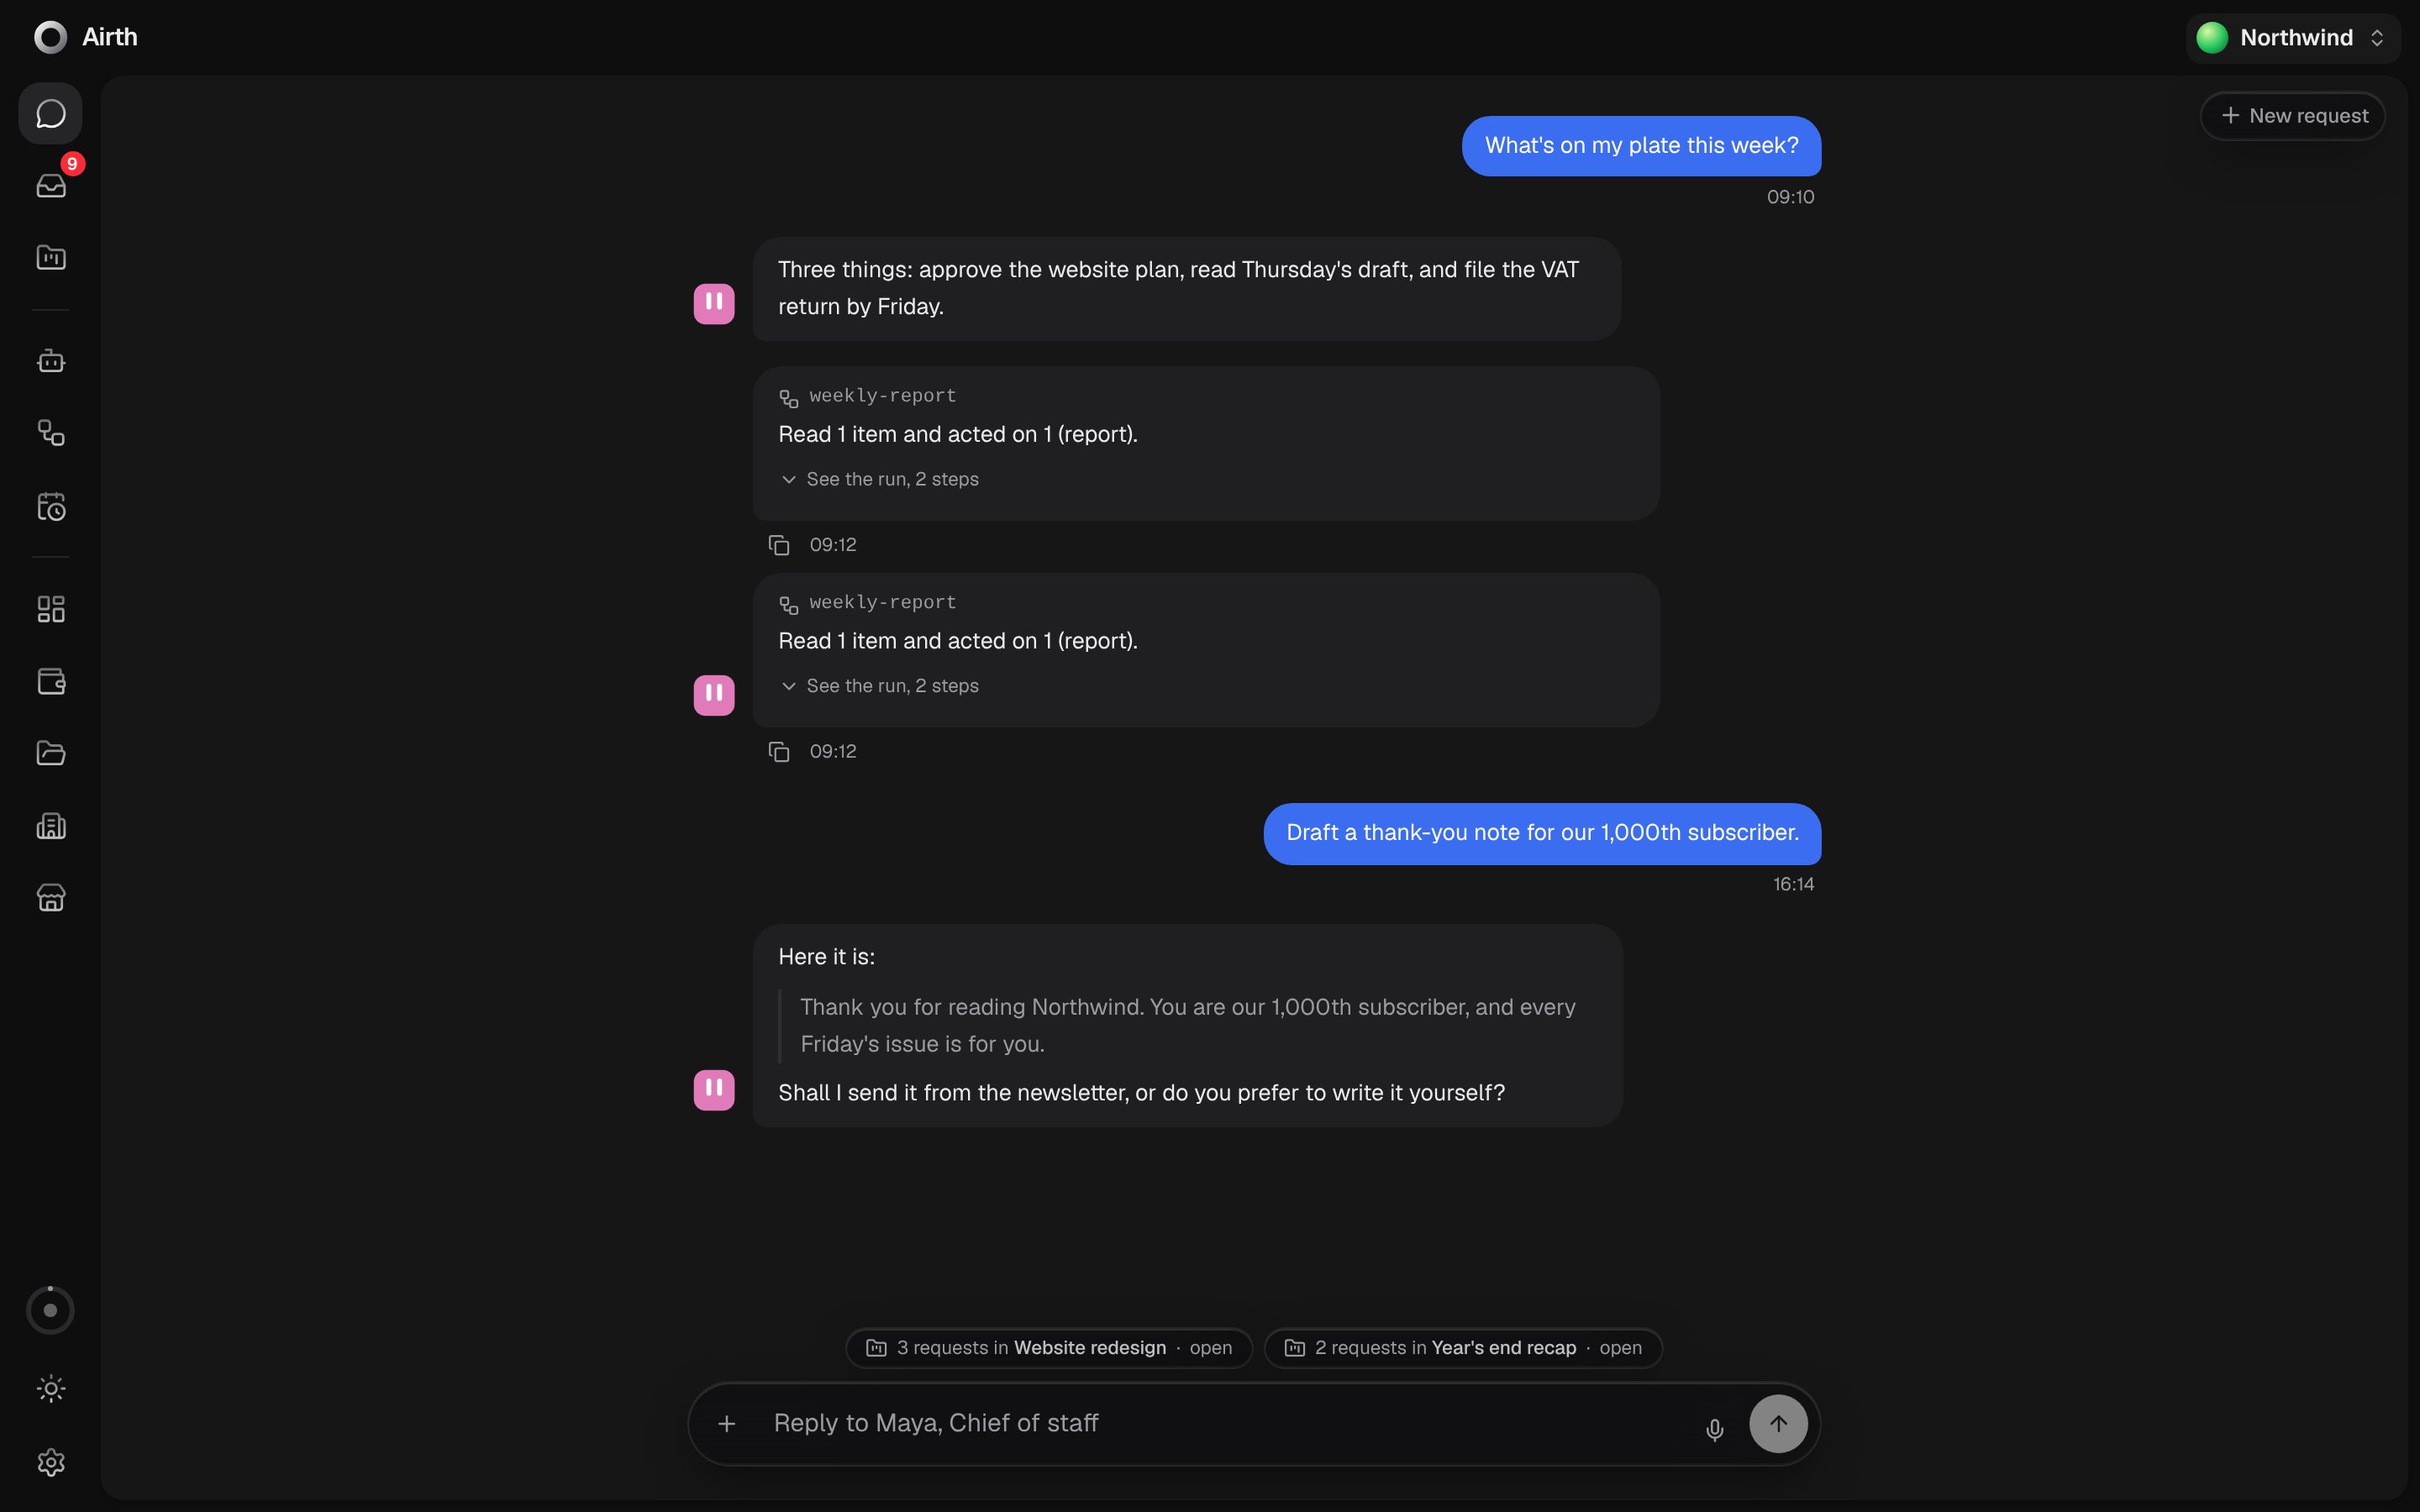 Airth
Northwind
9
New request
What's on my plate this week?
09:10
Three things: approve the website plan, read Thursday's draft, and file the VAT
return by Friday.
weekly-report
Read 1 item and acted on 1 (report).
See the run, 2 steps
09:12
weekly-report
Read 1 item and acted on 1 (report).
See the run, 2 steps
09:12
Draft a thank-you note for our 1,000th subscriber.
16:14
Here it is:
Thank you for reading Northwind. You are our 1,000th subscriber, and every
Friday's issue is for you.
Shall I send it from the newsletter, or do you prefer to write it yourself?
3 requests in Website redesign · open
2 requests in Year's end recap · open
Reply to Maya, Chief of staff